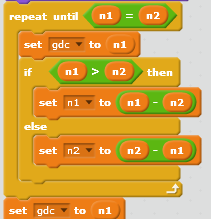 repeat until n1 = n2
set gdc to n1
if n1 > n2 then
set n1 to n1 - n2
else
set n2 to n2 - n1
set gdc to n1